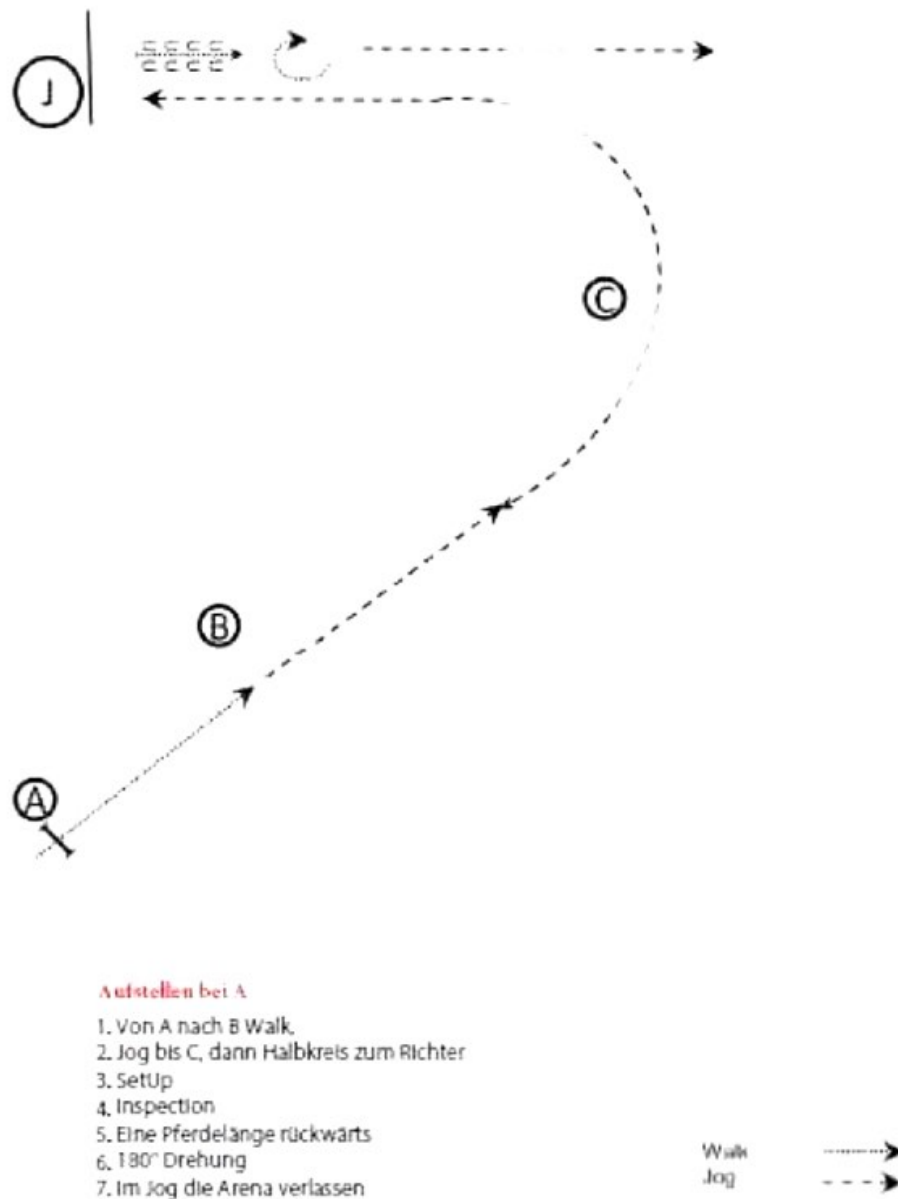 J
C
B
A
Aufstellen bei A
1. Von A nach B Walk.
2. Jog bis C, dann Halbkreis zum Richter
3. SetUp
4. Inspection
5. Eine Pferdelänge rückwärts
6. 180° Drehung
7. Im Jog die Arena verlassen
Walk
Jog